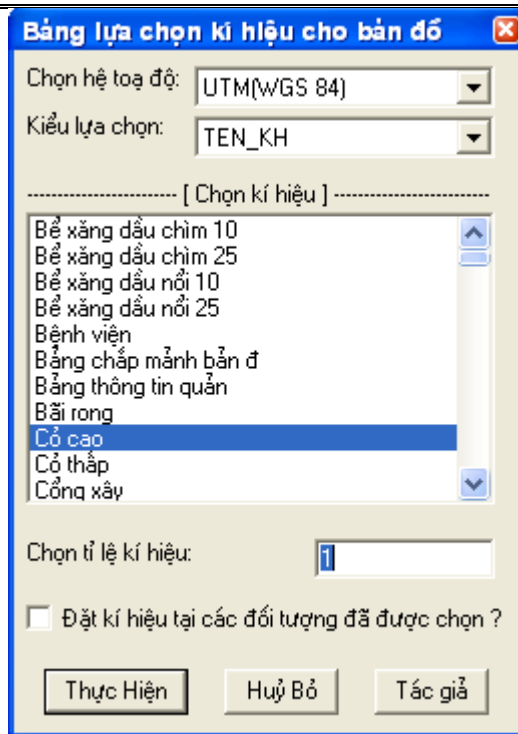 Bảng lựa chọn kí hiệu cho bản đồ
Chọn hệ toạ độ: UTM(WGS 84)
Kiểu lựa chọn: TEN_KH
------------------------- [ Chọn kí hiệu ] --------------------------
Bể xăng dầu chìm 10
Bể xăng dầu chìm 25
Bể xăng dầu nổi 10
Bể xăng dầu nổi 25
Bệnh viện
Bảng chắp mảnh bản đ
Bảng thông tin quản
Bãi rong
Cỏ cao
Cỏ thấp
Cổng xây
Chọn tỉ lệ kí hiệu: 1
Đặt kí hiệu tại các đối tượng đã được chọn ?
Thực Hiện Huỷ Bỏ Tác giả